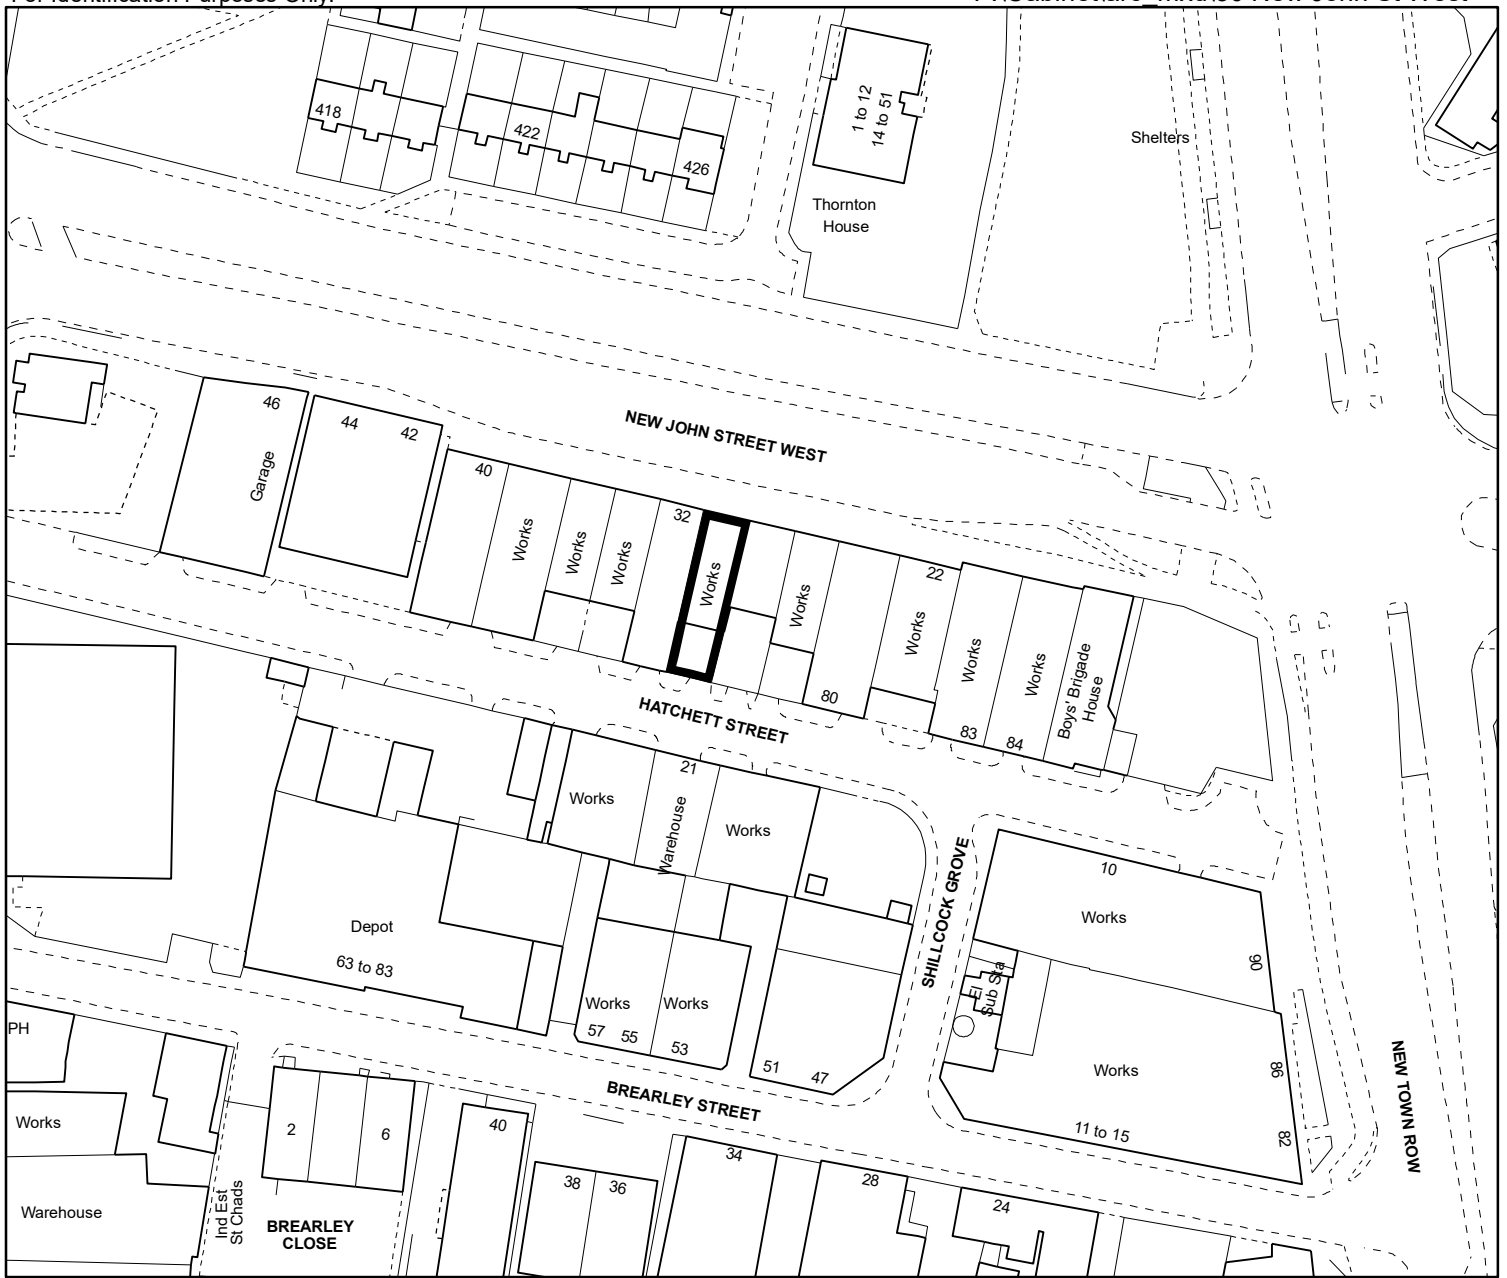 418
422
426
1 to 12
14 to 51
Shelters
Thornton
House
46
44
42
Garage
NEW JOHN STREET WEST
40
Works
Works
Works
32
Works
Works
22
Works
Works
Works
Boys' Brigade
House
80
83
84
HATCHETT STREET
21
Works
Warehouse
Works
SHILLCOCK GROVE
10
Works
90
Depot
63 to 83
El
Sub Sta
Works
Works
57
55
53
51
47
Works
86
82
11 to 15
NEW TOWN ROW
PH
BREARLEY STREET
Works
2
6
40
34
38
36
28
24
Warehouse
Ind Est
St Chads
BREARLEY
CLOSE